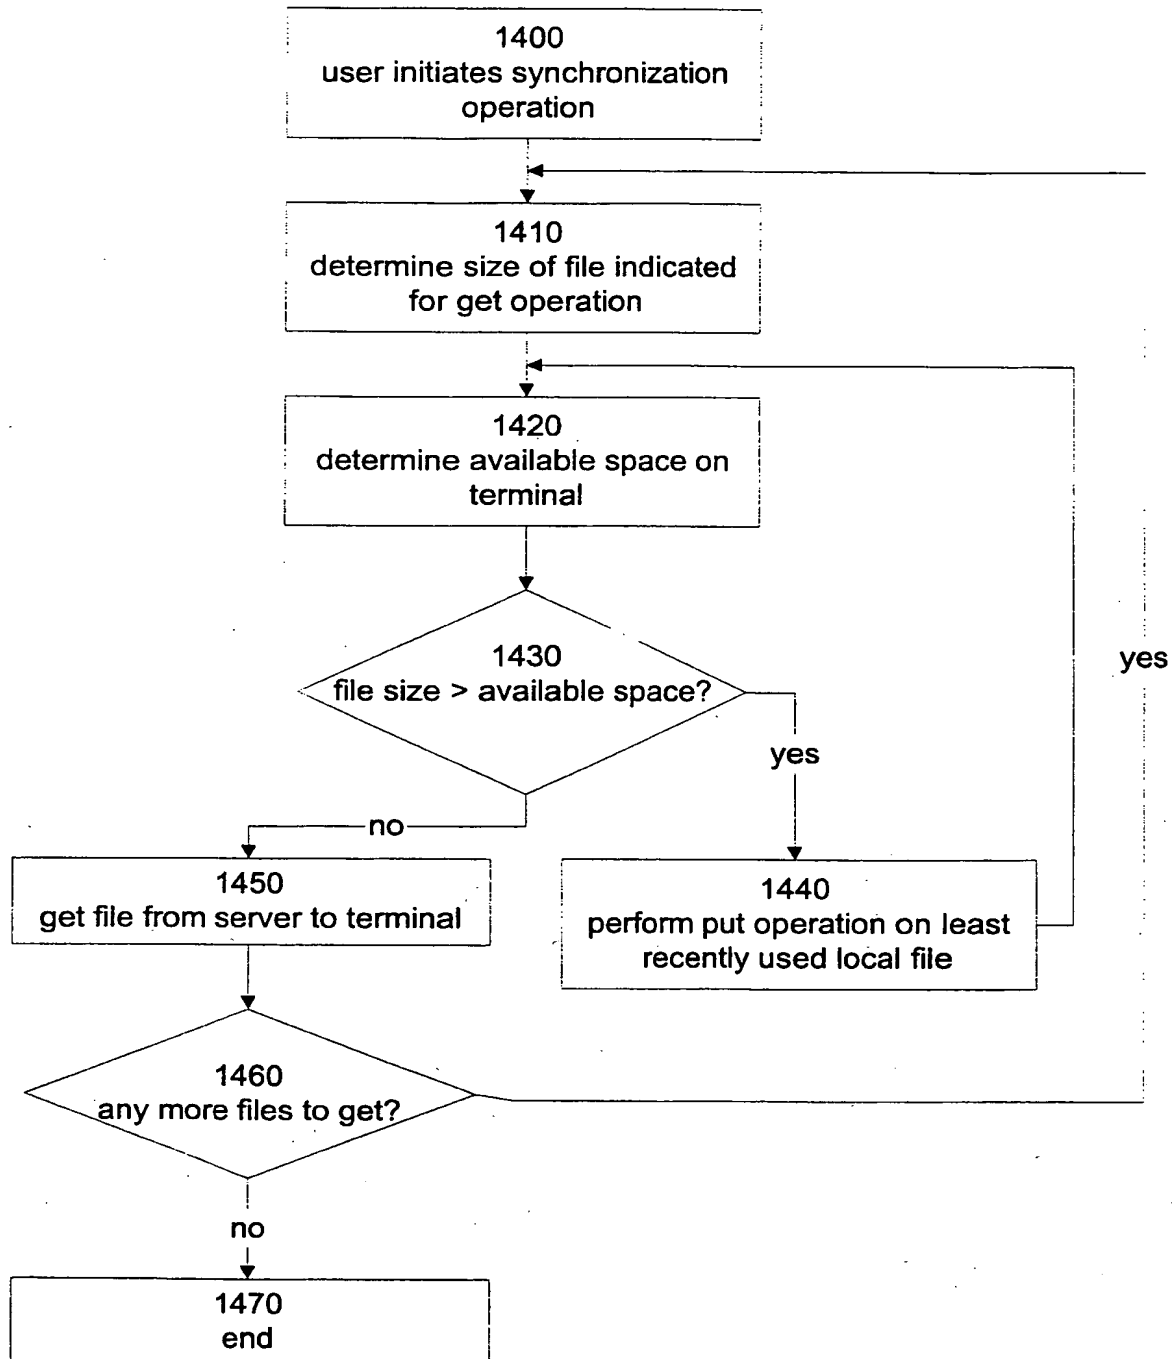 1400
user initiates synchronization
operation
1410
determine size of file indicated
for get operation
1420
determine available space on
terminal
1430
file size > available space?
yes
yes
no
1450
get file from server to terminal
1440
perform put operation on least
recently used local file
1460
any more files to get?
no
1470
end